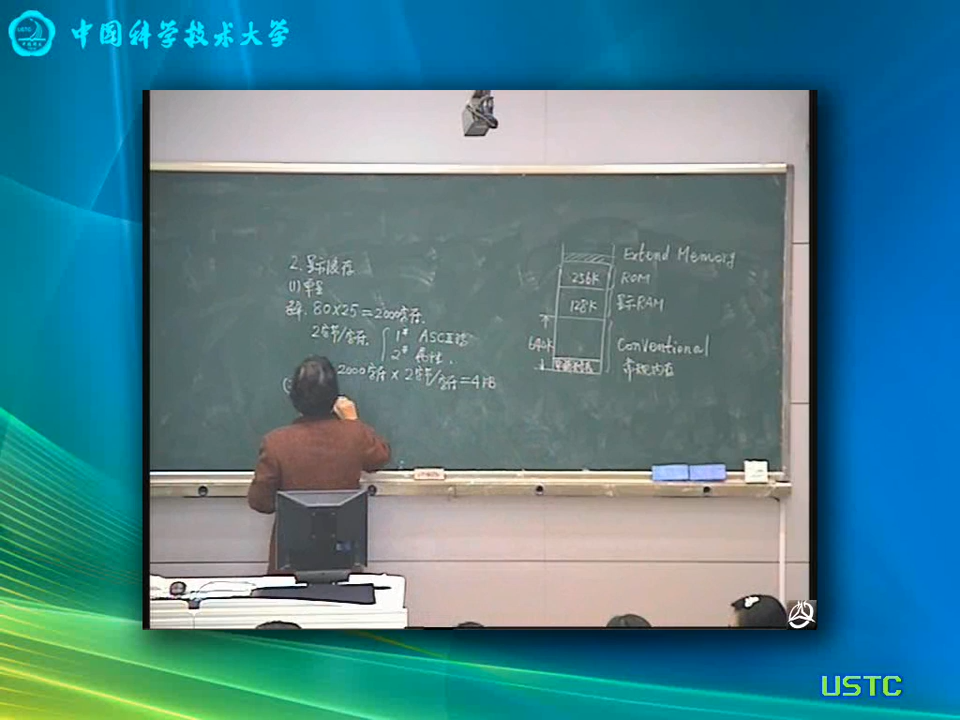 中国科学技术大学
2. 显示缓存
(1) 容量
80×25=2000字符.
2字节/字符. { 1# ASCII码
2# 属性.
2000字符 × 2字节/字符 = 4KB
Extend Memory
256K ROM
128K 显示RAM
640K
Conventional
常规内存
USTC